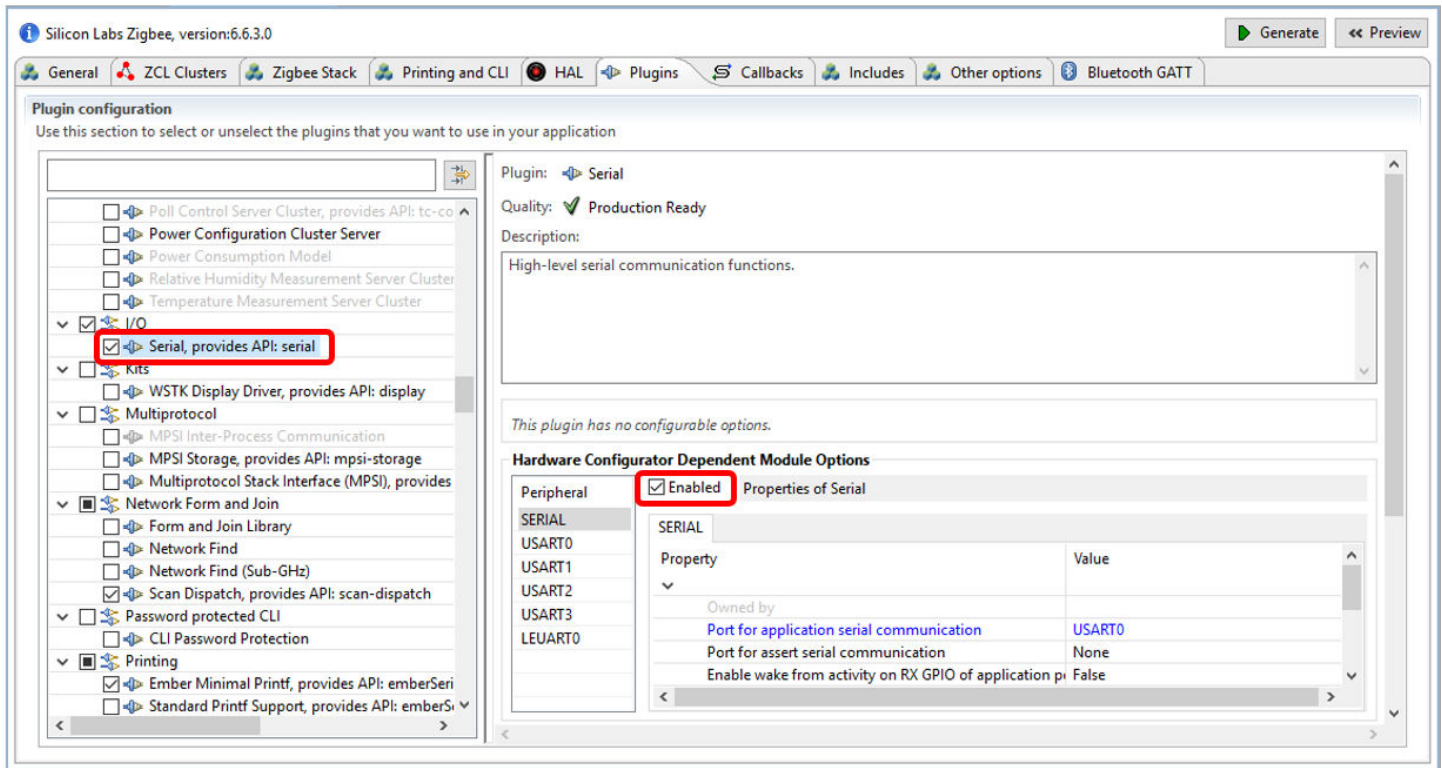 Silicon Labs Zigbee, version:6.6.3.0
Generate
Preview
General
ZCL Clusters
Zigbee Stack
Printing and CLI
HAL
Plugins
Callbacks
Includes
Other options
Bluetooth GATT
Plugin configuration
Use this section to select or unselect the plugins that you want to use in your application
Poll Control Server Cluster, provides API: tc-co
Power Configuration Cluster Server
Power Consumption Model
Relative Humidity Measurement Server Cluster
Temperature Measurement Server Cluster
I/O
Serial, provides API: serial
Kits
WSTK Display Driver, provides API: display
Multiprotocol
MPSI Inter-Process Communication
MPSI Storage, provides API: mpsi-storage
Multiprotocol Stack Interface (MPSI), provides
Network Form and Join
Form and Join Library
Network Find
Network Find (Sub-GHz)
Scan Dispatch, provides API: scan-dispatch
Password protected CLI
CLI Password Protection
Printing
Ember Minimal Printf, provides API: emberSeri
Standard Printf Support, provides API: emberS
Plugin: Serial
Quality: Production Ready
Description:
High-level serial communication functions.
This plugin has no configurable options.
Hardware Configurator Dependent Module Options
Peripheral
SERIAL
USART0
USART1
USART2
USART3
LEUART0
Enabled Properties of Serial
SERIAL
Property Value
Owned by
Port for application serial communication USART0
Port for assert serial communication None
Enable wake from activity on RX GPIO of application p False